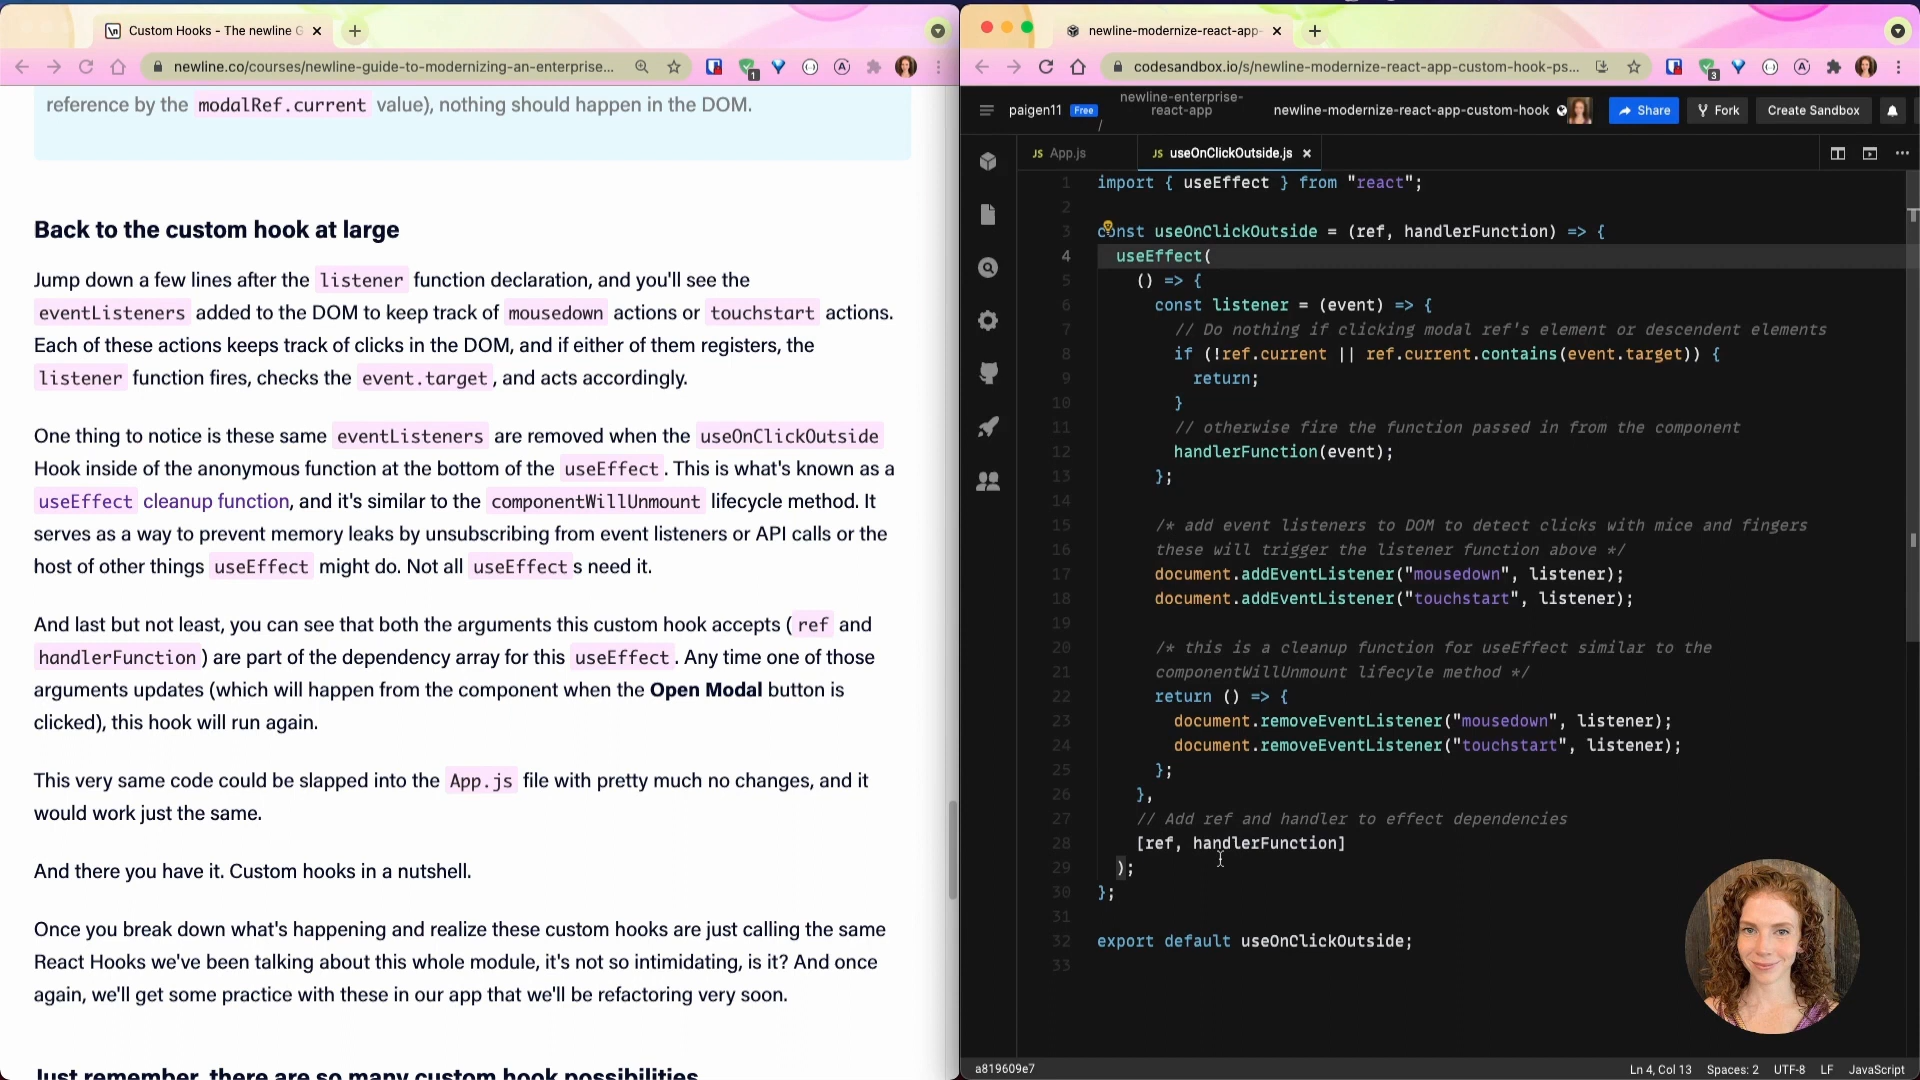 Custom Hooks - The newline G
newline.co/courses/newline-guide-to-modernizing-an-enterprise...
1
reference by the modalRef.current value), nothing should happen in the DOM.
Back to the custom hook at large
Jump down a few lines after the listener function declaration, and you'll see the
eventListeners added to the DOM to keep track of mousedown actions or touchstart actions.
Each of these actions keeps track of clicks in the DOM, and if either of them registers, the
listener function fires, checks the event.target, and acts accordingly.
One thing to notice is these same eventListeners are removed when the useOnClickOutside
Hook inside of the anonymous function at the bottom of the useEffect. This is what's known as a
useEffect cleanup function, and it's similar to the componentWillUnmount lifecycle method. It
serves as a way to prevent memory leaks by unsubscribing from event listeners or API calls or the
host of other things useEffect might do. Not all useEffects need it.
And last but not least, you can see that both the arguments this custom hook accepts (ref and
handlerFunction) are part of the dependency array for this useEffect. Any time one of those
arguments updates (which will happen from the component when the Open Modal button is
clicked), this hook will run again.
This very same code could be slapped into the App.js file with pretty much no changes, and it
would work just the same.
And there you have it. Custom hooks in a nutshell.
Once you break down what's happening and realize these custom hooks are just calling the same
React Hooks we've been talking about this whole module, it's not so intimidating, is it? And once
again, we'll get some practice with these in our app that we'll be refactoring very soon.
Just remember, there are so many custom hook possibilities
newline-modernize-react-app-
codesandbox.io/s/newline-modernize-react-app-custom-hook-ps...
3
paigen11 Free newline-enterprise-
react-app
/
newline-modernize-react-app-custom-hook
Share Fork Create Sandbox
JS App.js JS useOnClickOutside.js
1 import { useEffect } from "react";
2
3 const useOnClickOutside = (ref, handlerFunction) => {
4 useEffect(
5 () => {
6 const listener = (event) => {
7 // Do nothing if clicking modal ref's element or descendent elements
8 if (!ref.current || ref.current.contains(event.target)) {
9 return;
10 }
11 // otherwise fire the function passed in from the component
12 handlerFunction(event);
13 };
14
15 /* add event listeners to DOM to detect clicks with mice and fingers
16 these will trigger the listener function above */
17 document.addEventListener("mousedown", listener);
18 document.addEventListener("touchstart", listener);
19
20 /* this is a cleanup function for useEffect similar to the
21 componentWillUnmount lifecyle method */
22 return () => {
23 document.removeEventListener("mousedown", listener);
24 document.removeEventListener("touchstart", listener);
25 };
26 },
27 // Add ref and handler to effect dependencies
28 [ref, handlerFunction]
29 );
30 };
31
32 export default useOnClickOutside;
33
a819609e7
Ln 4, Col 13 Spaces: 2 UTF-8 LF JavaScript